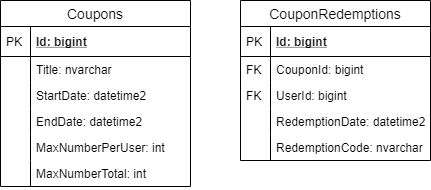 Coupons
PK Id: bigint
Title: nvarchar
StartDate: datetime2
EndDate: datetime2
MaxNumberPerUser: int
MaxNumberTotal: int
CouponRedemptions
PK Id: bigint
FK CouponId: bigint
FK UserId: bigint
RedemptionDate: datetime2
RedemptionCode: nvarchar